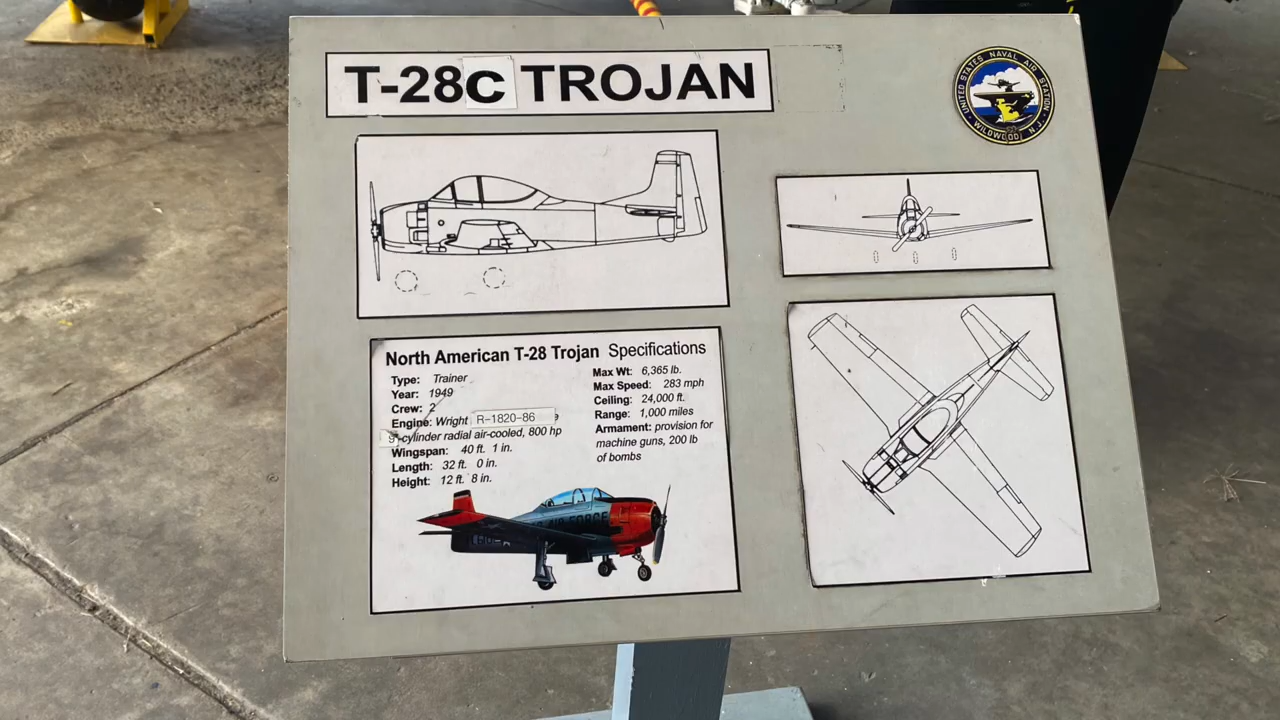 T-28C TROJAN
UNITED STATES NAVAL AIR STATION
WILDWOOD N.J.
North American T-28 Trojan Specifications
Type: Trainer
Year: 1949
Crew: 2
Engine: Wright R-1820-86 e
9-cylinder radial air-cooled, 800 hp
Wingspan: 40 ft. 1 in.
Length: 32 ft. 0 in.
Height: 12 ft. 8 in.
Max Wt: 6,365 lb.
Max Speed: 283 mph
Ceiling: 24,000 ft.
Range: 1,000 miles
Armament: provision for
machine guns, 200 lb
of bombs
AIR FORCE